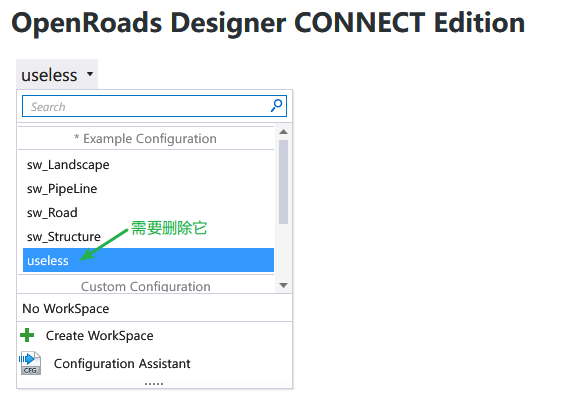 OpenRoads Designer CONNECT Edition
useless
Search
* Example Configuration
sw_Landscape
sw_PipeLine
sw_Road
sw_Structure
需要删除它
useless
Custom Configuration
No WorkSpace
Create WorkSpace
CFG
Configuration Assistant